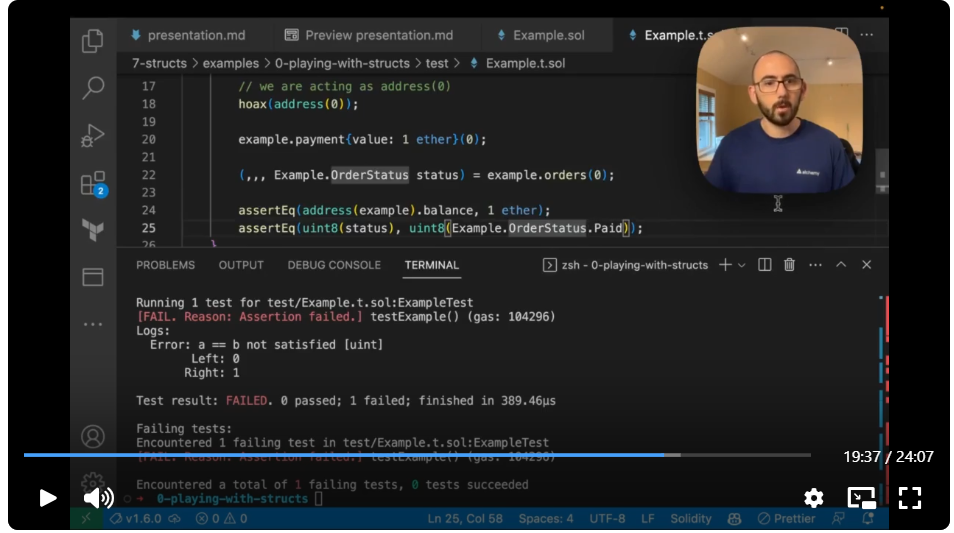 presentation.md Preview presentation.md Example.sol Example.t.s
7-structs > examples > 0-playing-with-structs > test > Example.t.sol
17 // we are acting as address(0)
18 hoax(address(0));
19
20 example.payment{value: 1 ether}(0);
21
22 (,,, Example.OrderStatus status) = example.orders(0);
23
24 assertEq(address(example).balance, 1 ether);
25 assertEq(uint8(status), uint8(Example.OrderStatus.Paid));
26 }
alchemy
2
PROBLEMS OUTPUT DEBUG CONSOLE TERMINAL zsh - 0-playing-with-structs
Running 1 test for test/Example.t.sol:ExampleTest
[FAIL. Reason: Assertion failed.] testExample() (gas: 104296)
Logs:
Error: a == b not satisfied [uint]
Left: 0
Right: 1
Test result: FAILED. 0 passed; 1 failed; finished in 389.46µs
Failing tests:
Encountered 1 failing test in test/Example.t.sol:ExampleTest
[FAIL. Reason: Assertion failed.] testExample() (gas: 104296)
19:37 / 24:07
Encountered a total of 1 failing tests, 0 tests succeeded
0-playing-with-structs
v1.6.0 0 0 Ln 25, Col 58 Spaces: 4 UTF-8 LF Solidity Prettier